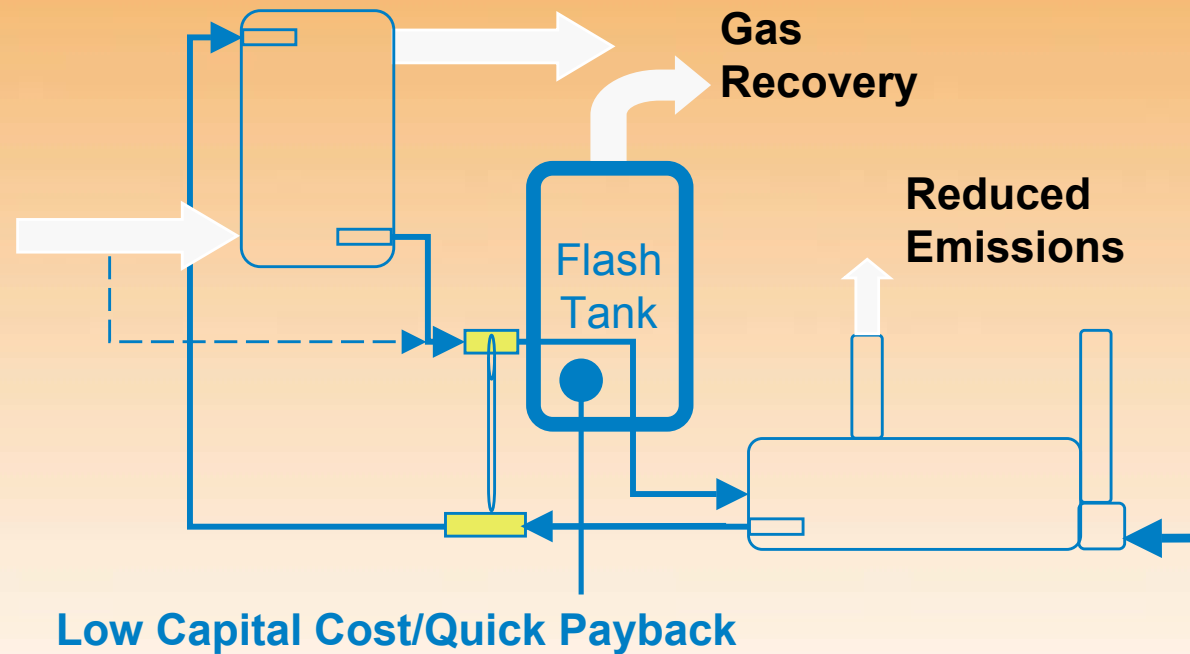 Gas
Recovery
Reduced
Emissions
Flash
Tank
Low Capital Cost/Quick Payback